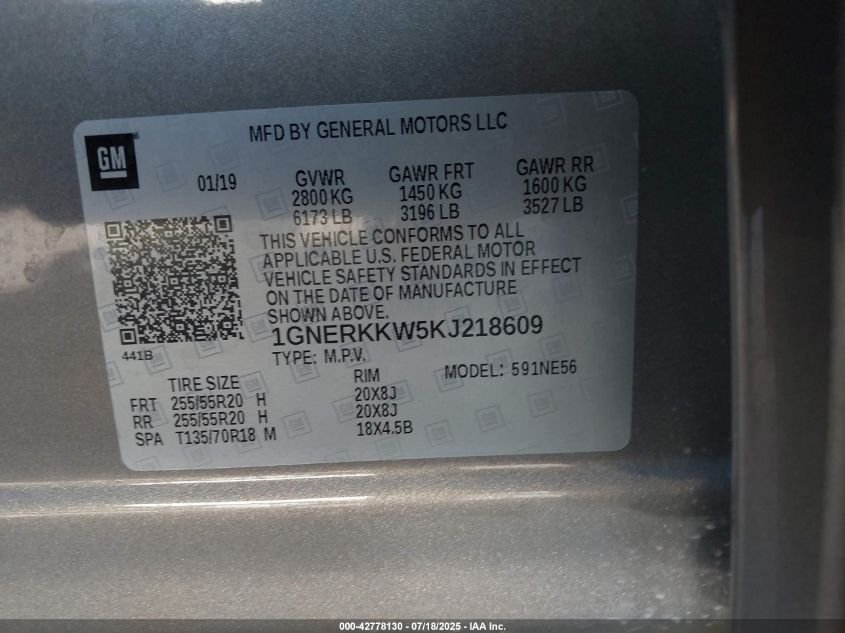 MFD BY GENERAL MOTORS LLC
GM
01/19
GVWR GAWR FRT GAWR RR
2800 KG 1450 KG 1600 KG
6173 LB 3196 LB 3527 LB
THIS VEHICLE CONFORMS TO ALL
APPLICABLE U.S. FEDERAL MOTOR
VEHICLE SAFETY STANDARDS IN EFFECT
ON THE DATE OF MANUFACTURE
SHOWN ABOVE.
1GNERKKW5KJ218609
441B
TYPE: M.P.V. MODEL: 591NE56
TIRE SIZE RIM
FRT 255/55R20 H 20X8J
RR 255/55R20 H 20X8J
SPA T135/70R18 M 18X4.5B
000-42778130 - 07/18/2025 - IAA Inc.